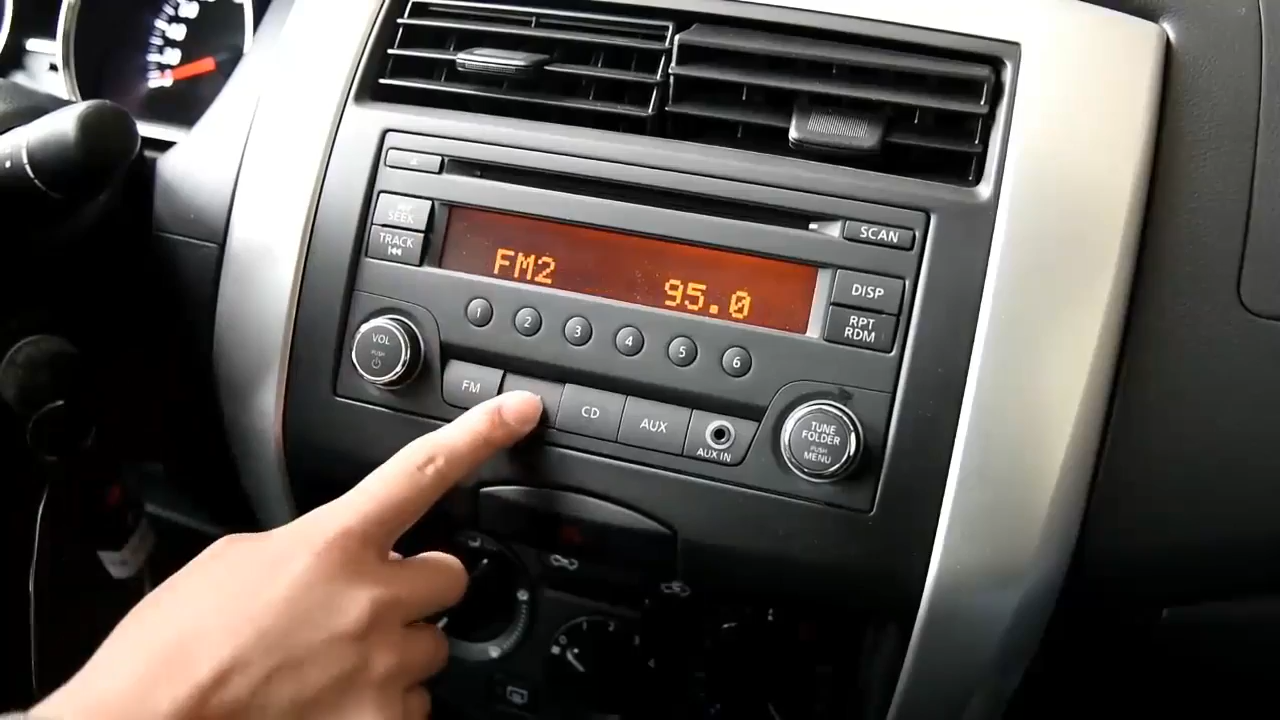 SCAN
SEEK
TRACK
FM2 95.0
DISP
RPT
RDM
1 2 3 4 5 6
VOL
PUSH
FM CD AUX
AUX IN
TUNE
FOLDER
PUSH
MENU